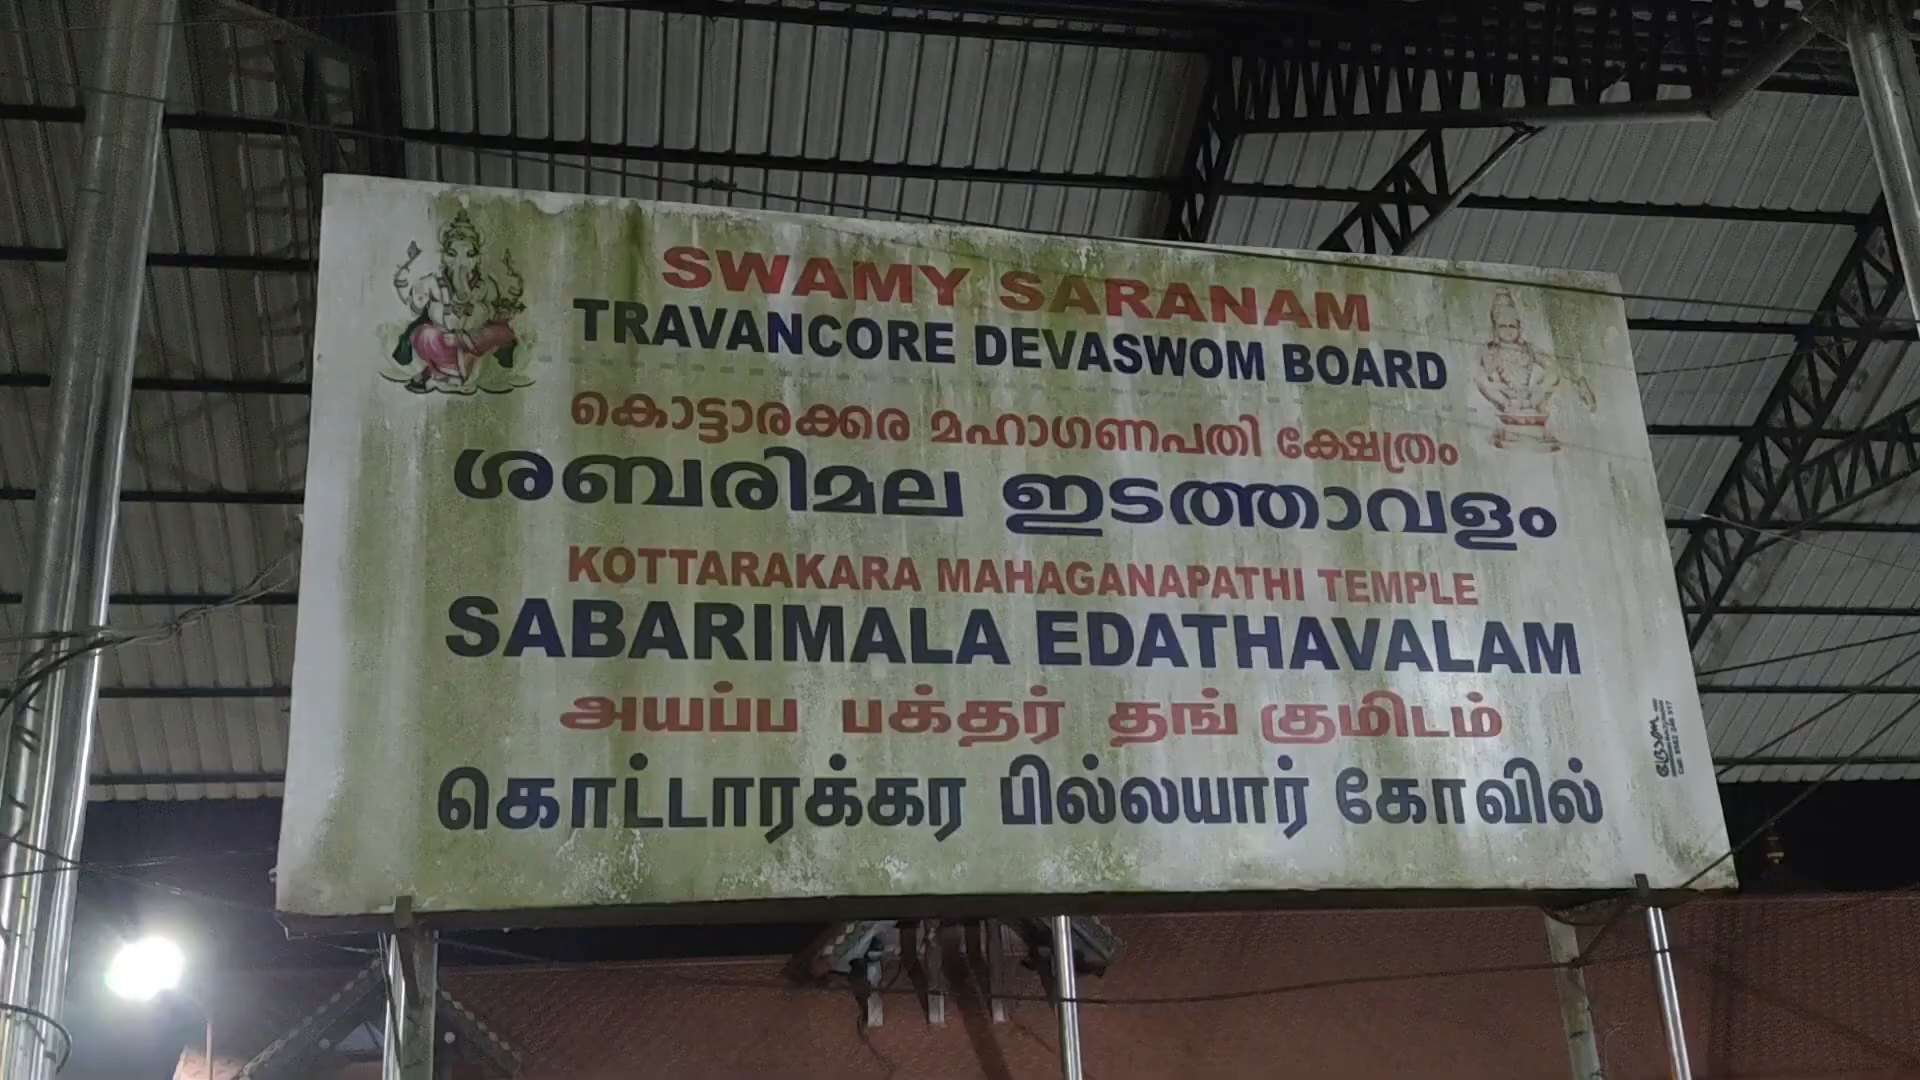 SWAMY SARANAM
TRAVANCORE DEVASWOM BOARD
കൊട്ടാരക്കര മഹാഗണപതി ക്ഷേത്രം
ശബരിമല ഇടത്താവളം
KOTTARAKARA MAHAGANAPATHI TEMPLE
SABARIMALA EDATHAVALAM
அயப்ப பக்தர் தங் குமிடம்
கொட்டாரக்கர பில்லயார் கோவில்